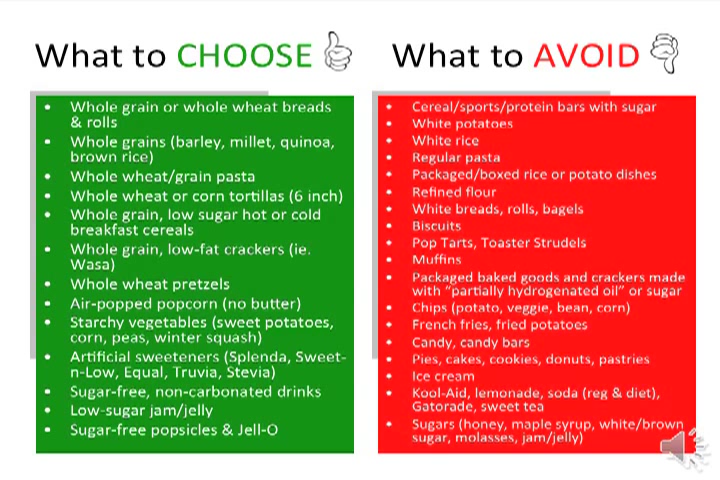 What to CHOOSE
• Whole grain or whole wheat breads
& rolls
• Whole grains (barley, millet, quinoa,
brown rice)
• Whole wheat/grain pasta
• Whole wheat or corn tortillas (6 inch)
• Whole grain, low sugar hot or cold
breakfast cereals
• Whole grain, low-fat crackers (ie.
Wasa)
• Whole wheat pretzels
• Air-popped popcorn (no butter)
• Starchy vegetables (sweet potatoes,
corn, peas, winter squash)
• Artificial sweeteners (Splenda, Sweet-
n-Low, Equal, Truvia, Stevia)
• Sugar-free, non-carbonated drinks
• Low-sugar jam/jelly
• Sugar-free popsicles & Jell-O
What to AVOID
• Cereal/sports/protein bars with sugar
• White potatoes
• White rice
• Regular pasta
• Packaged/boxed rice or potato dishes
• Refined flour
• White breads, rolls, bagels
• Biscuits
• Pop Tarts, Toaster Strudels
• Muffins
• Packaged baked goods and crackers made
with “partially hydrogenated oil” or sugar
• Chips (potato, veggie, bean, corn)
• French fries, fried potatoes
• Candy, candy bars
• Pies, cakes, cookies, donuts, pastries
• Ice cream
• Kool-Aid, lemonade, soda (reg & diet),
Gatorade, sweet tea
• Sugars (honey, maple syrup, white/brown
sugar, molasses, jam/jelly)